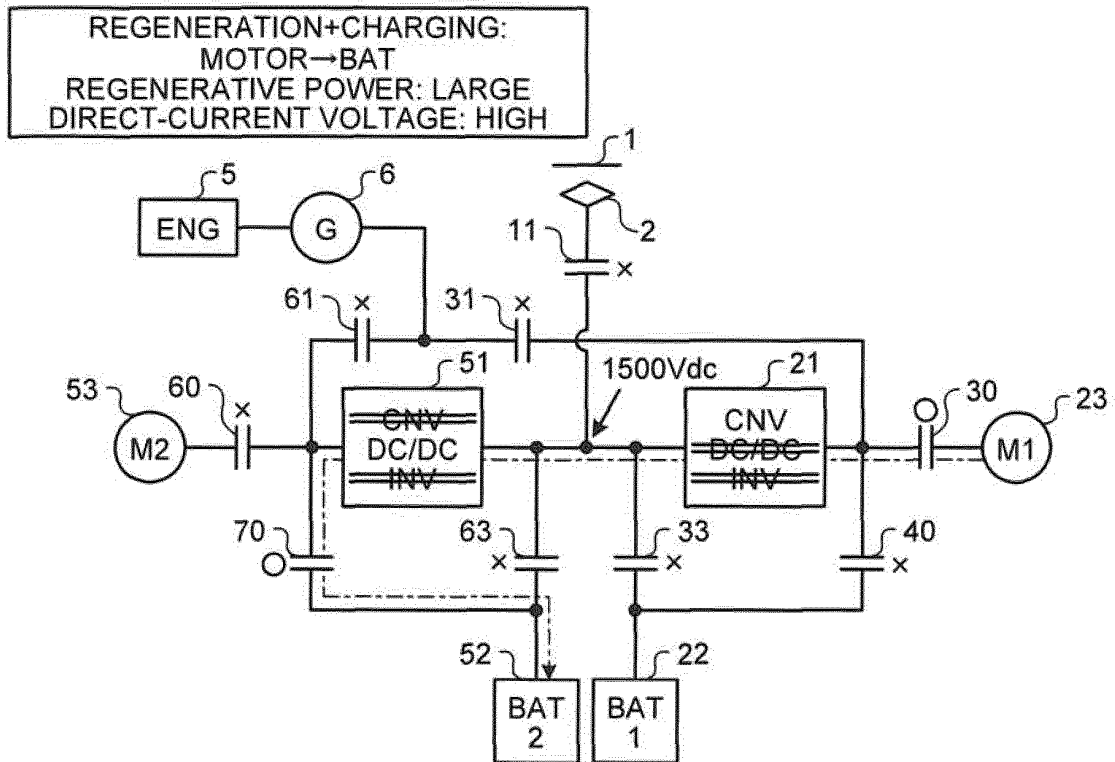 REGENERATION+CHARGING:
MOTOR→BAT
REGENERATIVE POWER: LARGE
DIRECT-CURRENT VOLTAGE: HIGH
1
5
6
ENG
G
11
×
2
61
×
31
×
51
1500Vdc
21
53
60
×
30
○
23
M2
CNV
DC/DC
INV
CNV
DC/DC
INV
M1
70
○
63
×
33
×
40
×
52
22
BAT
2
BAT
1